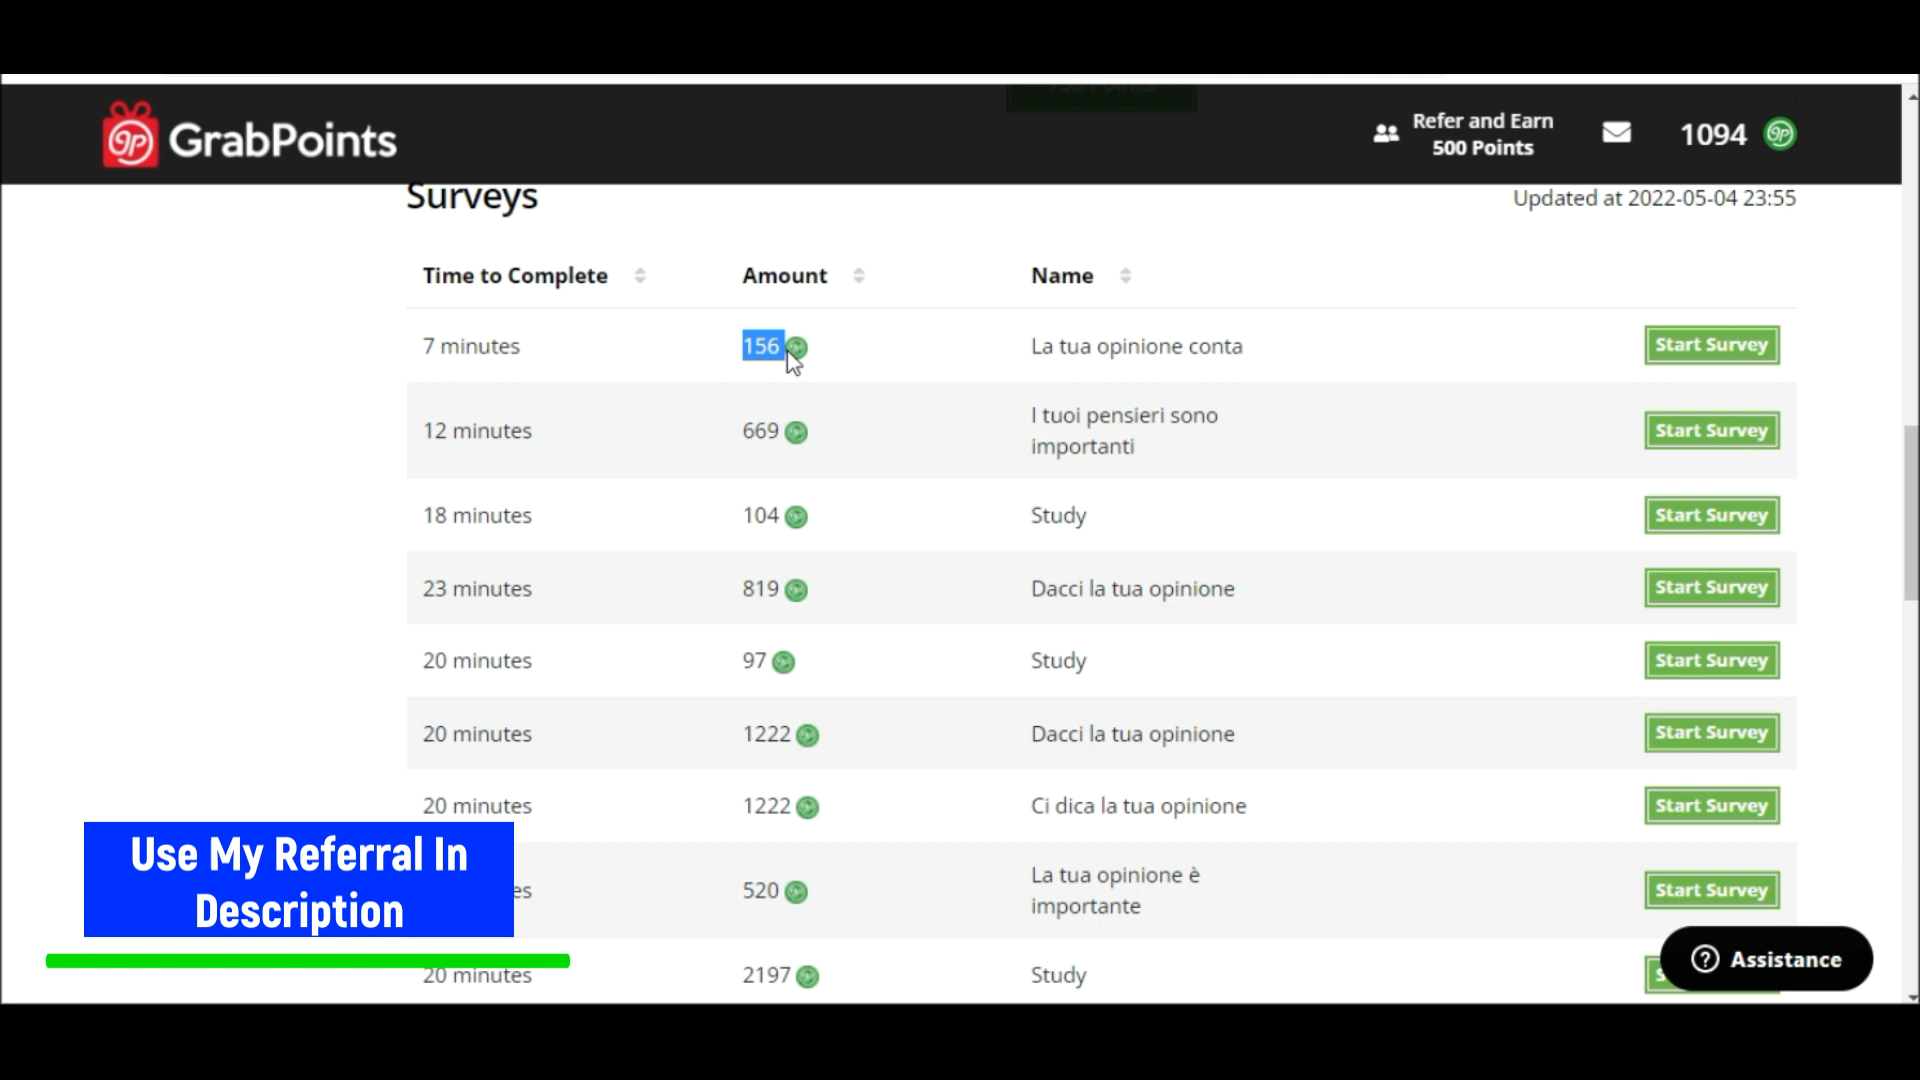 GrabPoints
Refer and Earn
500 Points
1094
Surveys
Updated at 2022-05-04 23:55
Time to Complete Amount Name
7 minutes 156 La tua opinione conta Start Survey
12 minutes 669 I tuoi pensieri sono
importanti Start Survey
18 minutes 104 Study Start Survey
23 minutes 819 Dacci la tua opinione Start Survey
20 minutes 97 Study Start Survey
20 minutes 1222 Dacci la tua opinione Start Survey
20 minutes 1222 Ci dica la tua opinione Start Survey
520 La tua opinione è
importante Start Survey
20 minutes 2197 Study
Use My Referral In
Description
Assistance